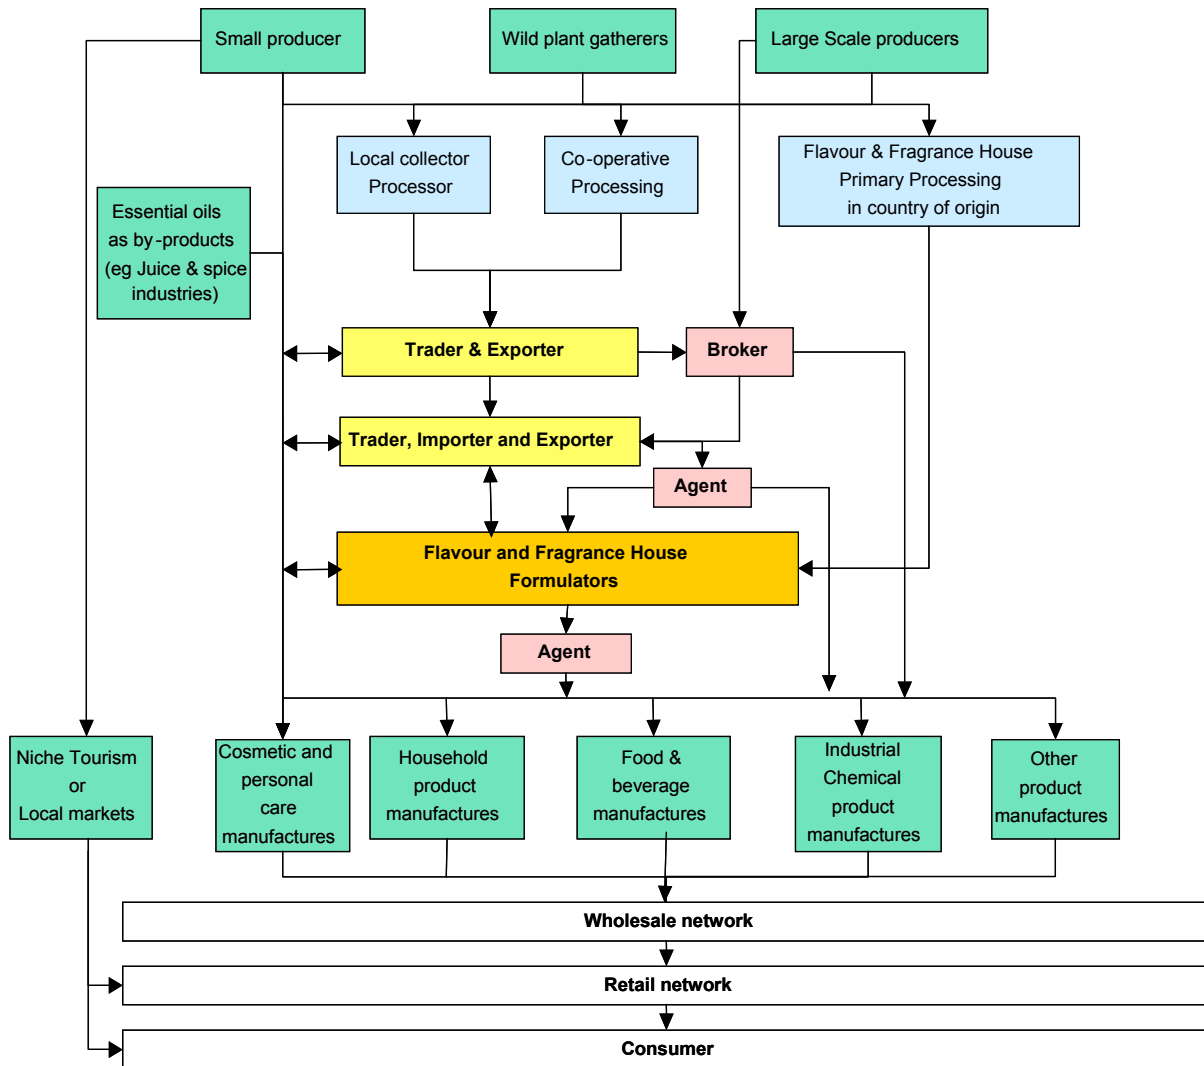 Small producer
Wild plant gatherers
Large Scale producers
Local collector
Processor
Co-operative
Processing
Flavour & Fragrance House
Primary Processing
in country of origin
Essential oils
as by-products
(eg Juice & spice
industries)
Trader & Exporter
Broker
Trader, Importer and Exporter
Agent
Flavour and Fragrance House
Formulators
Agent
Niche Tourism
or
Local markets
Cosmetic and
personal
care
manufactures
Household
product
manufactures
Food &
beverage
manufactures
Industrial
Chemical
product
manufactures
Other
product
manufactures
Wholesale network
Retail network
Consumer